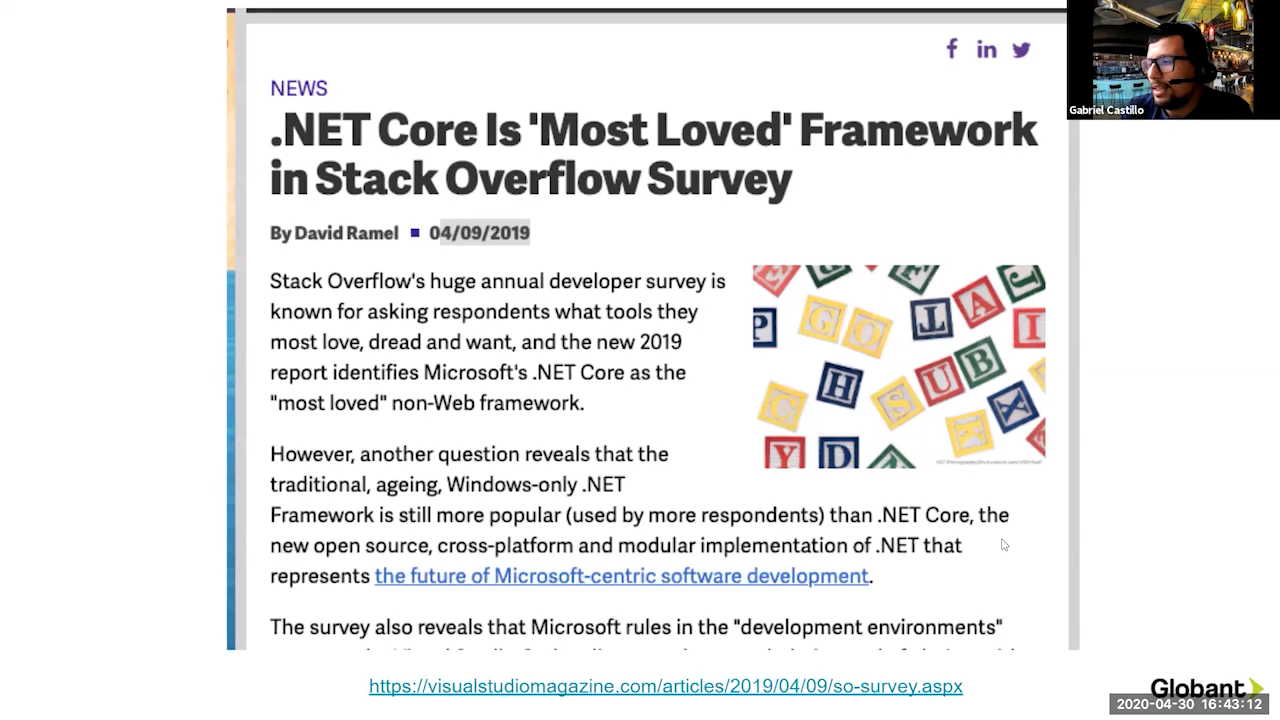 NEWS
.NET Core Is 'Most Loved' Framework
in Stack Overflow Survey
By David Ramel ■ 04/09/2019
Stack Overflow's huge annual developer survey is
known for asking respondents what tools they
most love, dread and want, and the new 2019
report identifies Microsoft's .NET Core as the
"most loved" non-Web framework.
However, another question reveals that the
traditional, ageing, Windows-only .NET
Framework is still more popular (used by more respondents) than .NET Core, the
new open source, cross-platform and modular implementation of .NET that
represents the future of Microsoft-centric software development.
The survey also reveals that Microsoft rules in the "development environments"
https://visualstudiomagazine.com/articles/2019/04/09/so-survey.aspx
Gabriel Castillo
Globant
2020-04-30 16:43:12